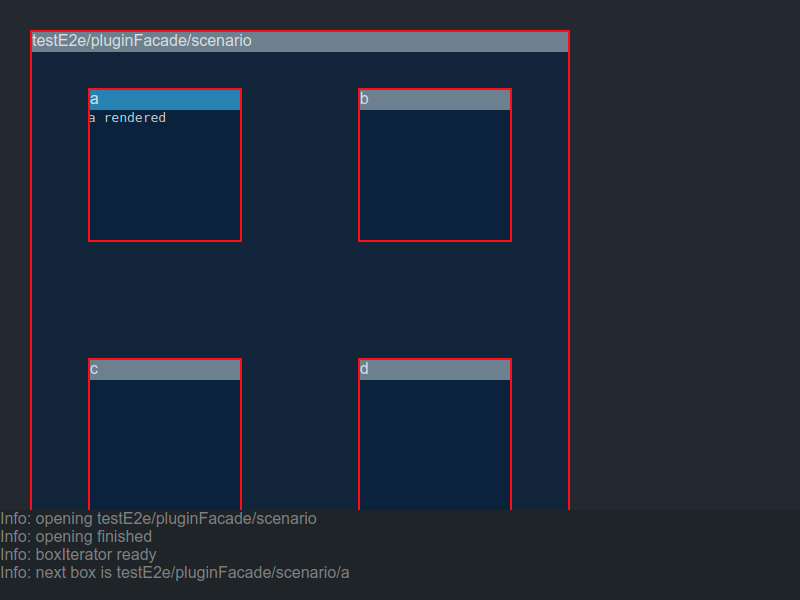 testE2e/pluginFacade/scenario
a
b
a rendered
c
d
Info: opening testE2e/pluginFacade/scenario
Info: opening finished
Info: boxIterator ready
Info: next box is testE2e/pluginFacade/scenario/a